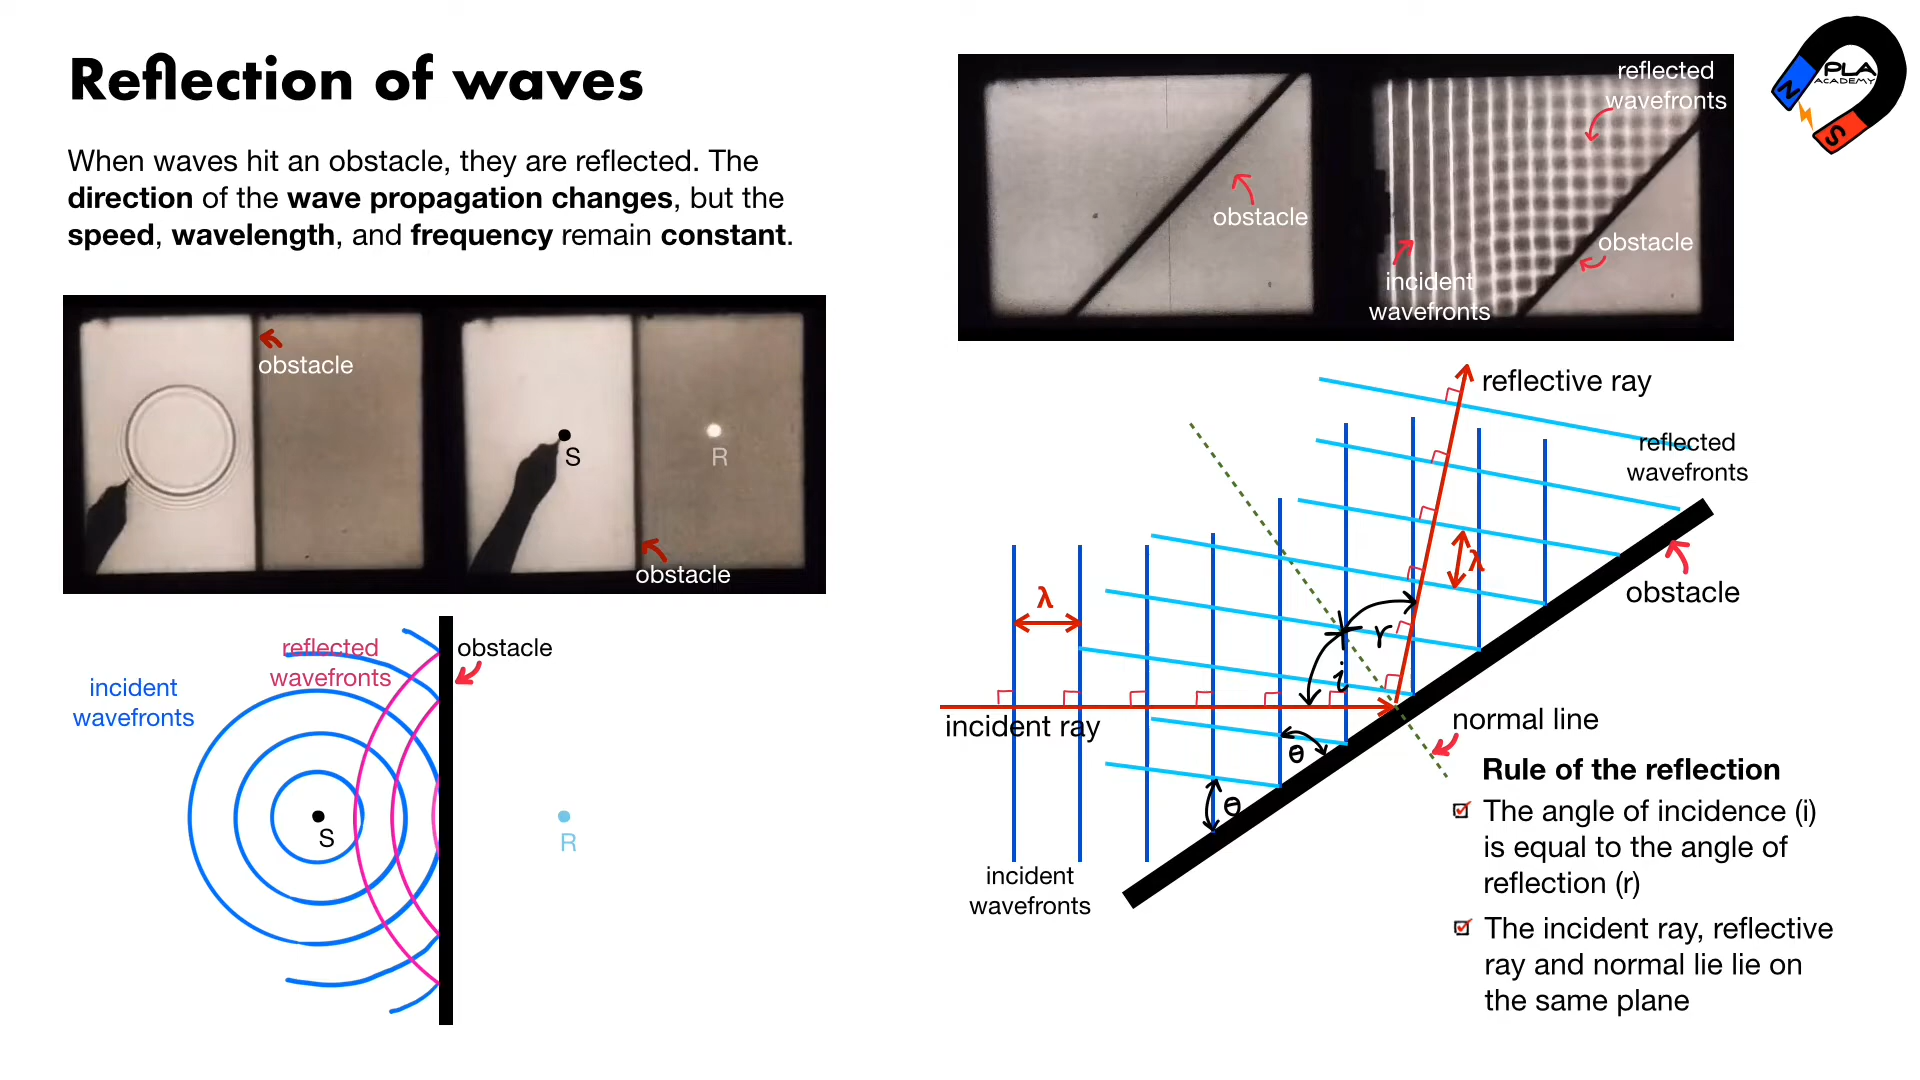 Reflection of waves
When waves hit an obstacle, they are reflected. The
direction of the wave propagation changes, but the
speed, wavelength, and frequency remain constant.
obstacle
S
R
obstacle
reflected
wavefronts
obstacle
incident
wavefronts
S
R
reflected
wavefronts
obstacle
obstacle
incident
wavefronts
N
PLA
ACADEMY
S
reflective ray
reflected
wavefronts
λ
λ
obstacle
r
i
incident ray
normal line
θ
θ
incident
wavefronts
Rule of the reflection
The angle of incidence (i)
is equal to the angle of
reflection (r)
The incident ray, reflective
ray and normal lie lie on
the same plane